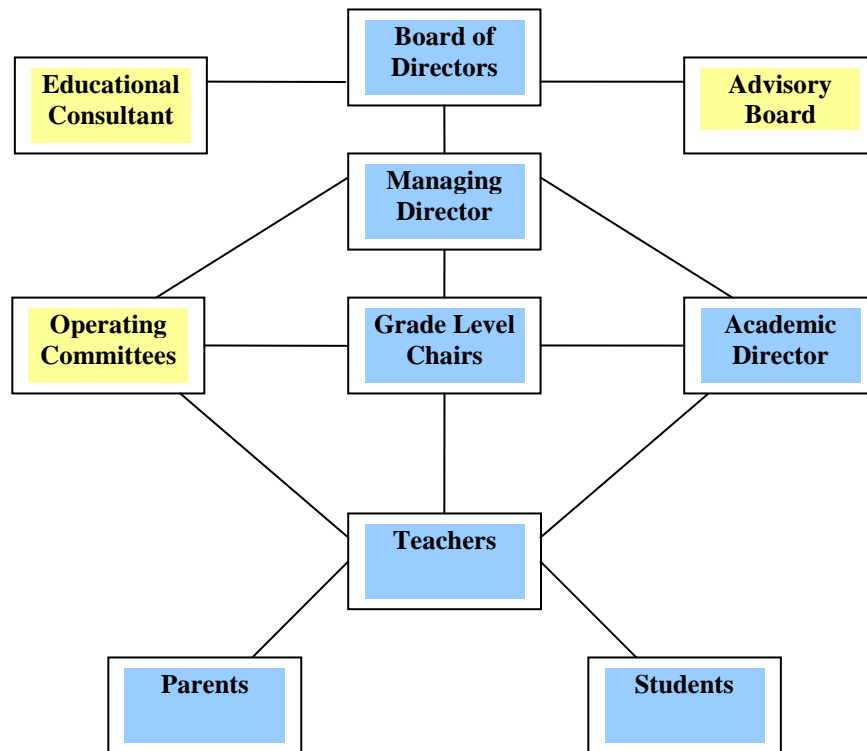 Board of
Directors
Educational
Consultant
Advisory
Board
Managing
Director
Operating
Committees
Grade Level
Chairs
Academic
Director
Teachers
Parents
Students